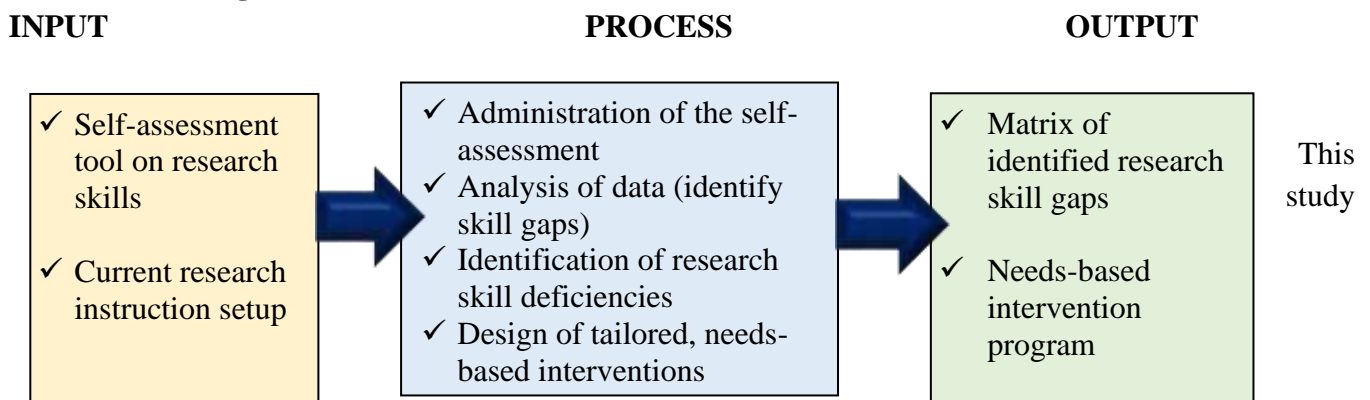 INPUT PROCESS OUTPUT
✓ Self-assessment
tool on research
skills
✓ Current research
instruction setup
✓ Administration of the self-
assessment
✓ Analysis of data (identify
skill gaps)
✓ Identification of research
skill deficiencies
✓ Design of tailored, needs-
based interventions
✓ Matrix of
identified research
skill gaps
✓ Needs-based
intervention
program
This
study